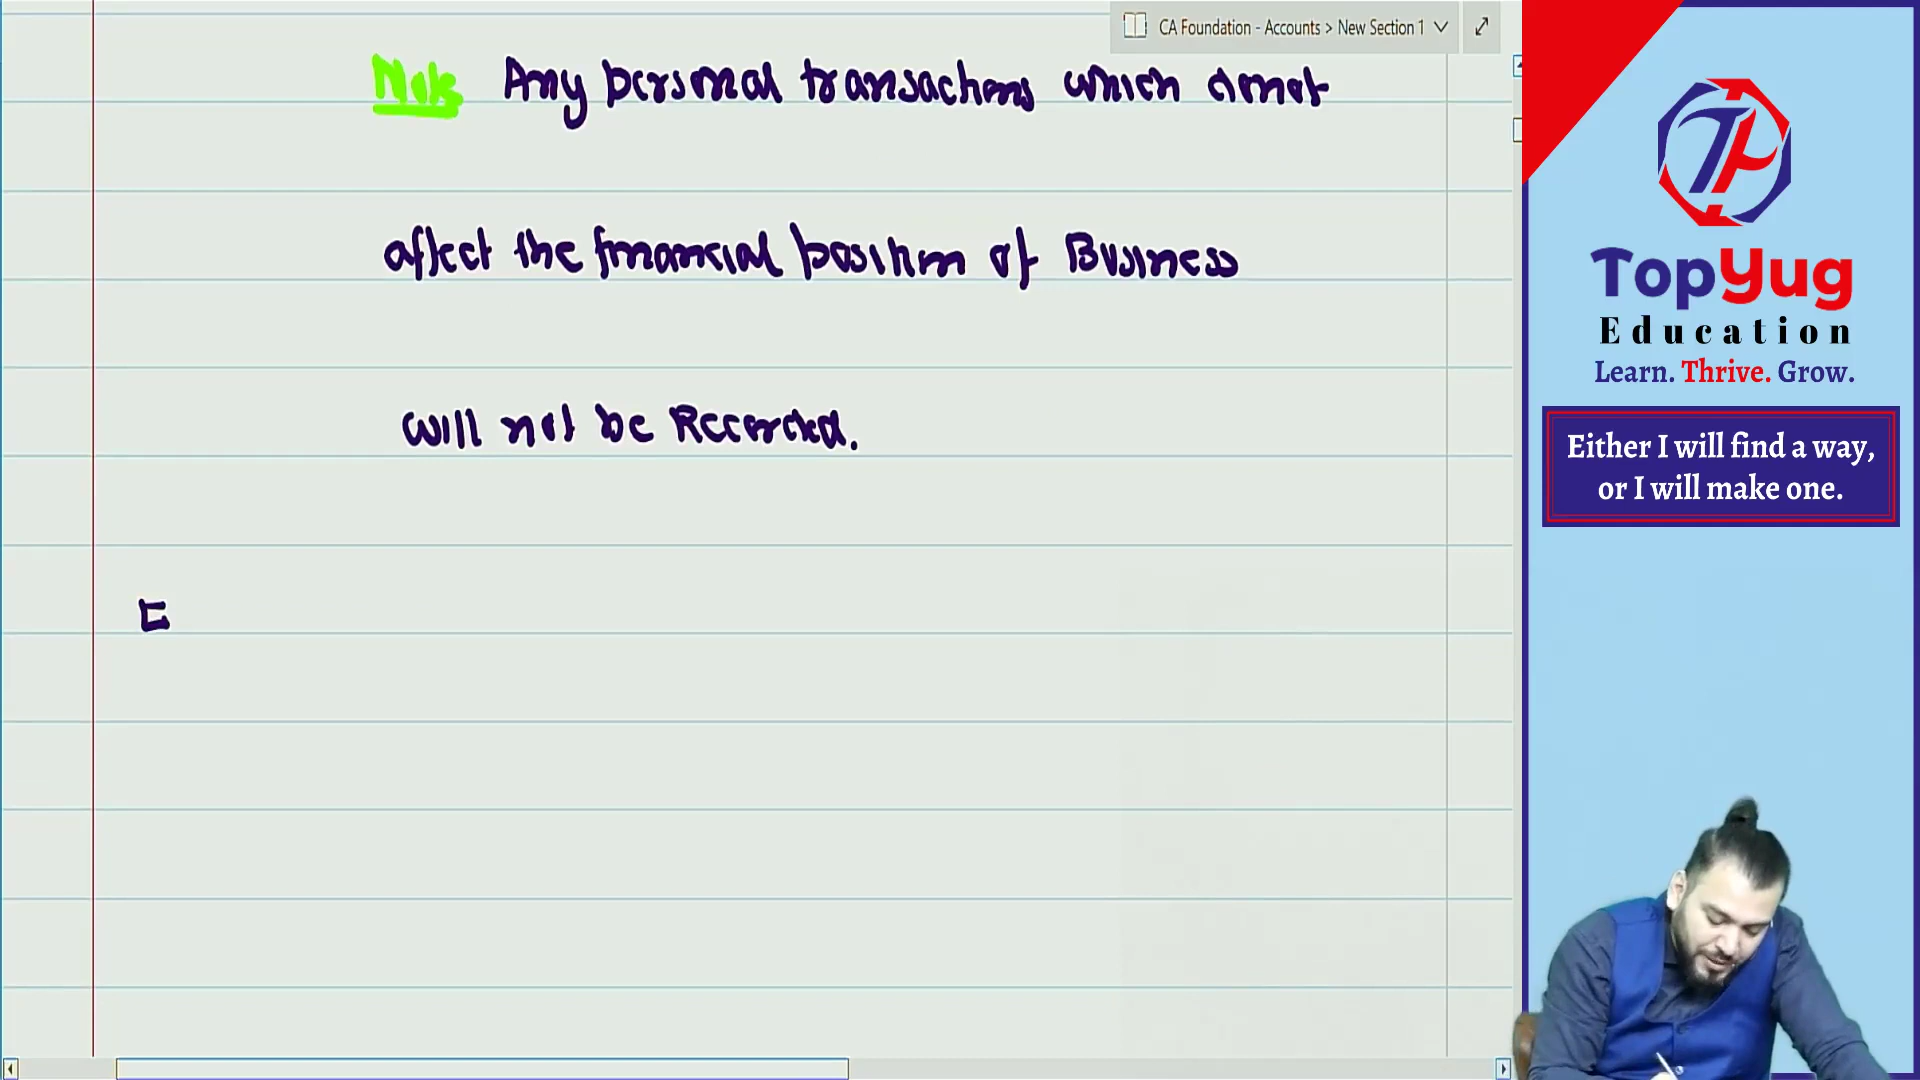 CA Foundation - Accounts > New Section 1
Note Any personal transactions which donot
affect the financial position of Business
will not be Recorded.
E
TopYug
Education
Learn. Thrive. Grow.
Either I will find a way,
or I will make one.